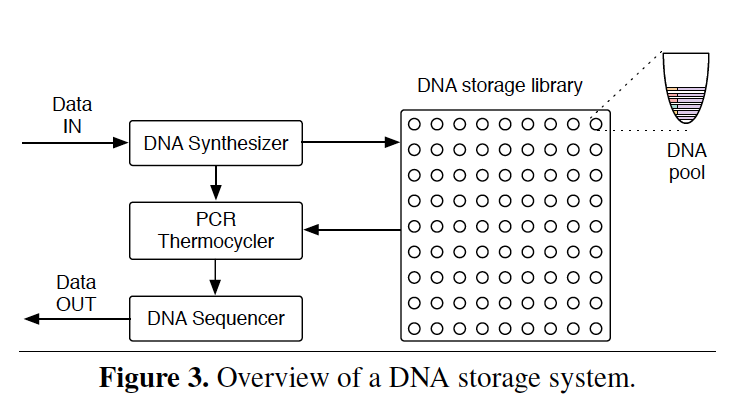 DNA storage library
Data
IN
DNA Synthesizer
DNA
pool
PCR
Thermocycler
Data
OUT
DNA Sequencer
Figure 3. Overview of a DNA storage system.